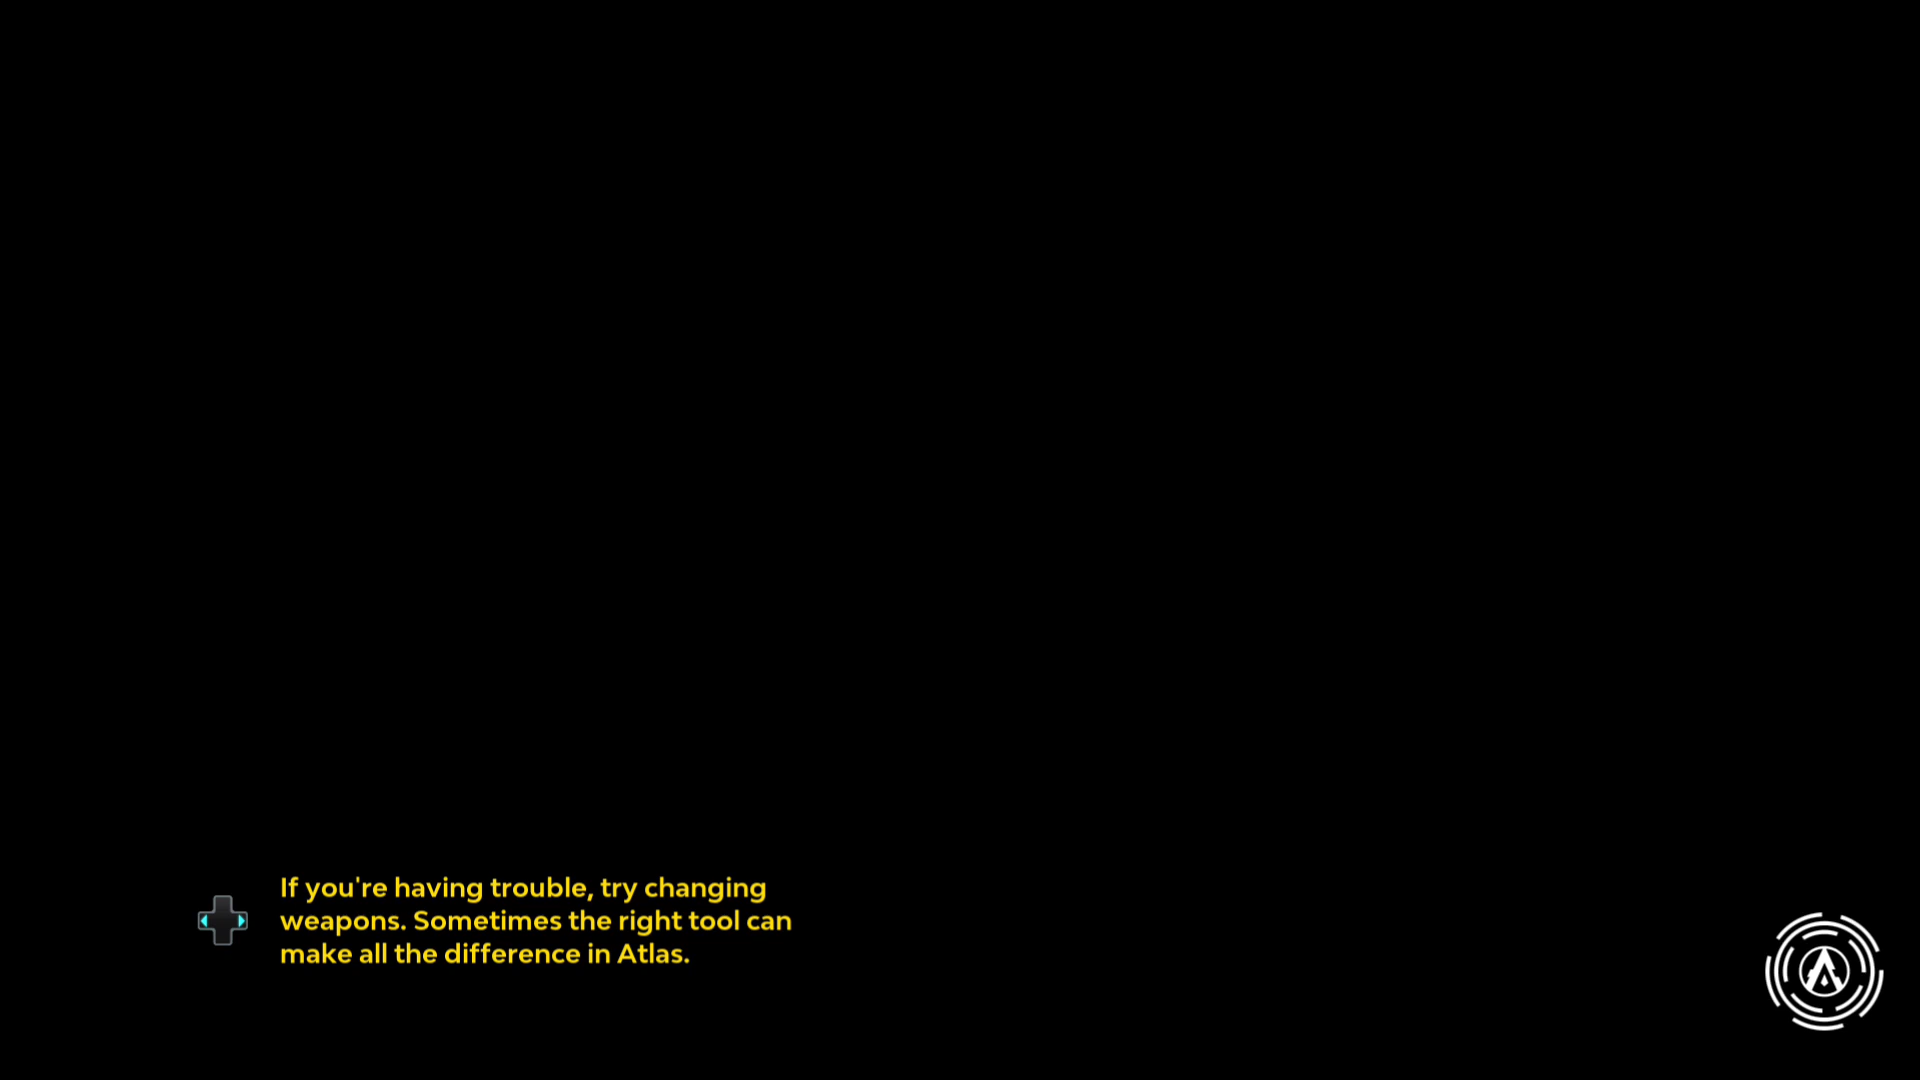 If you're having trouble, try changing
weapons. Sometimes the right tool can
make all the difference in Atlas.